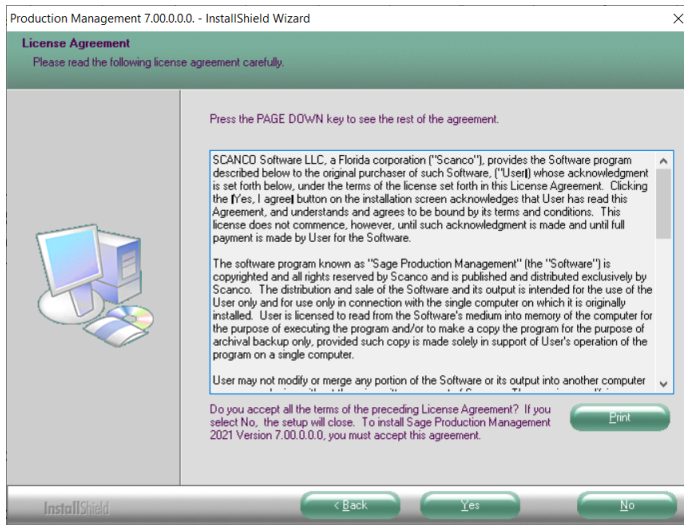 Production Management 7.00.0.0.0. - InstallShield Wizard
License Agreement
Please read the following license agreement carefully.
Press the PAGE DOWN key to see the rest of the agreement.
SCANCO Software LLC, a Florida corporation ("Scanco"), provides the Software program
described below to the original purchaser of such Software, ("User‖) whose acknowledgment
is set forth below, under the terms of the license set forth in this License Agreement. Clicking
the ‖Yes, I agree‖ button on the installation screen acknowledges that User has read this
Agreement, and understands and agrees to be bound by its terms and conditions. This
license does not commence, however, until such acknowledgment is made and until full
payment is made by User for the Software.
The software program known as "Sage Production Management" (the "Software") is
copyrighted and all rights reserved by Scanco and is published and distributed exclusively by
Scanco. The distribution and sale of the Software and its output is intended for the use of the
User only and for use only in connection with the single computer on which it is originally
installed. User is licensed to read from the Software's medium into memory of the computer for
the purpose of executing the program and/or to make a copy the program for the purpose of
archival backup only, provided such copy is made solely in support of User's operation of the
program on a single computer.
User may not modify or merge any portion of the Software or its output into another computer
Do you accept all the terms of the preceding License Agreement? If you
select No, the setup will close. To install Sage Production Management
2021 Version 7.00.0.0.0, you must accept this agreement.
Print
InstallShield
< Back
Yes
No